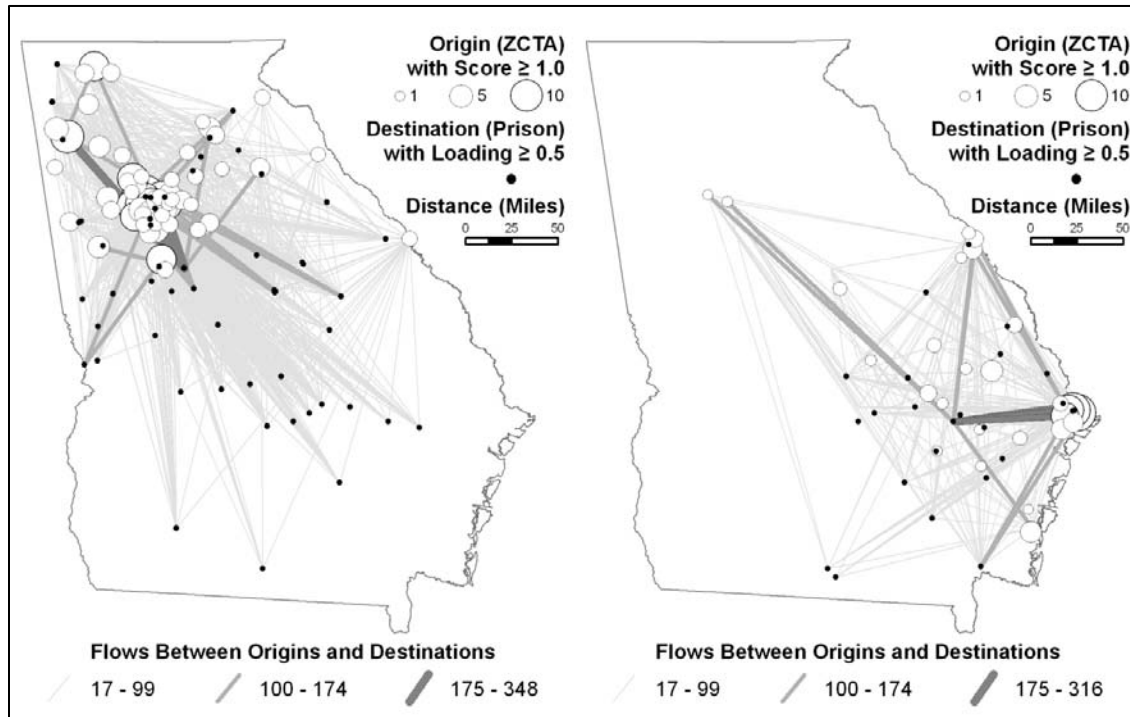 Origin (ZCTA)
with Score ≥ 1.0
1 5 10
Destination (Prison)
with Loading ≥ 0.5
Distance (Miles)
0 25 50
Flows Between Origins and Destinations
17 - 99 100 - 174 175 - 348
Origin (ZCTA)
with Score ≥ 1.0
1 5 10
Destination (Prison)
with Loading ≥ 0.5
Distance (Miles)
0 25 50
Flows Between Origins and Destinations
17 - 99 100 - 174 175 - 316